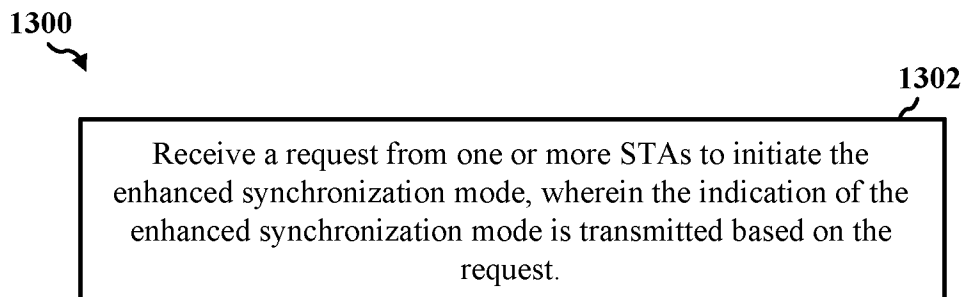 1300
1302
Receive a request from one or more STAs to initiate the
enhanced synchronization mode, wherein the indication of the
enhanced synchronization mode is transmitted based on the
request.